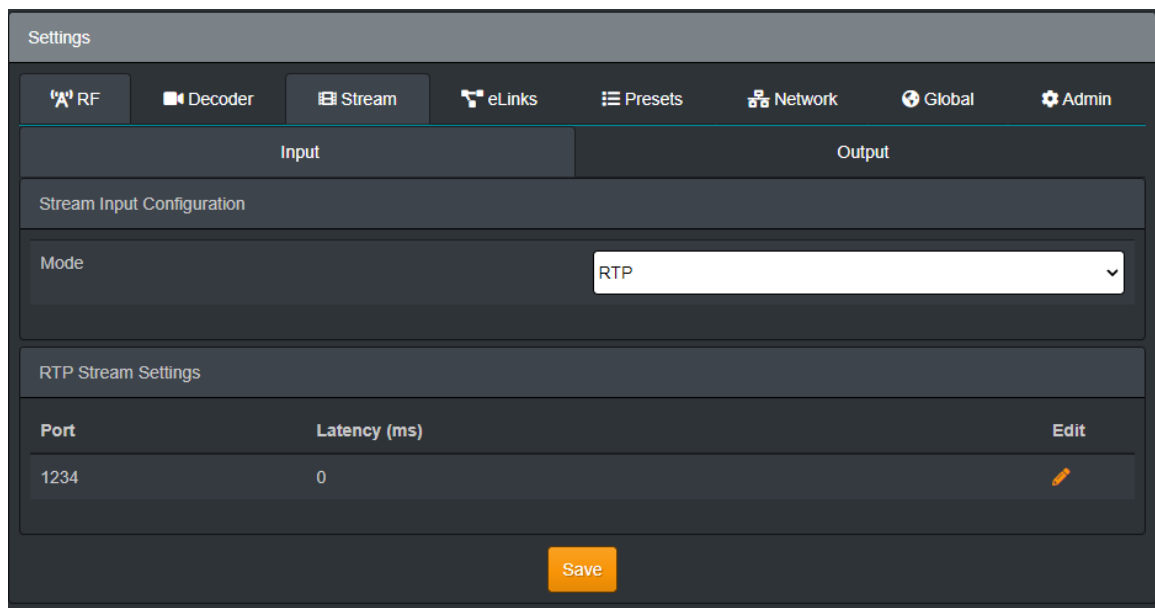 Settings
RF Decoder Stream eLinks Presets Network Global Admin
Input Output
Stream Input Configuration
Mode RTP
RTP Stream Settings
Port Latency (ms) Edit
1234 0
Save